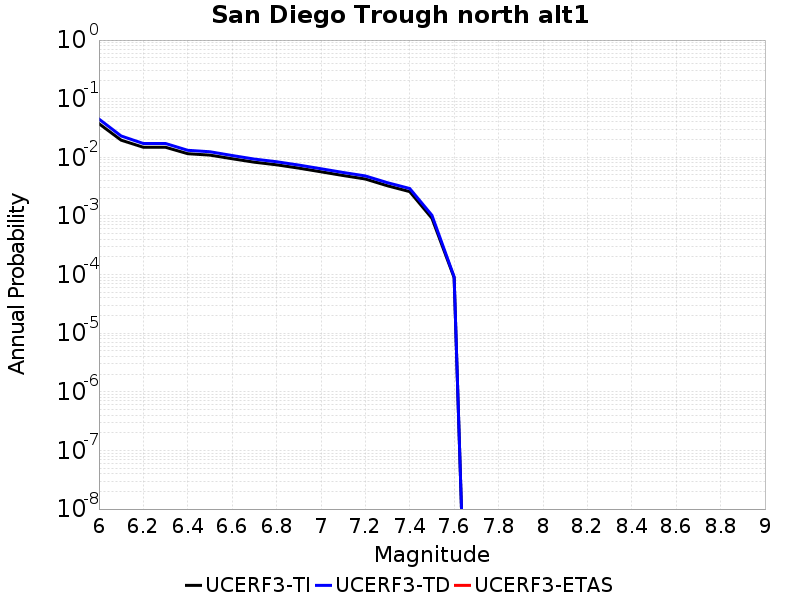 San Diego Trough north alt1
Annual Probability
10^0
10^-1
10^-2
10^-3
10^-4
10^-5
10^-6
10^-7
10^-8
6 6.2 6.4 6.6 6.8 7 7.2 7.4 7.6 7.8 8 8.2 8.4 8.6 8.8 9
Magnitude
UCERF3-TI UCERF3-TD UCERF3-ETAS